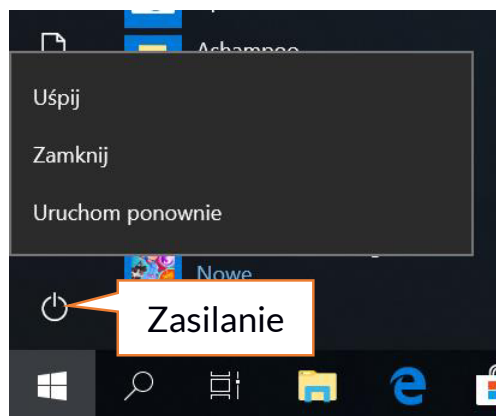 Ashampoo
Uśpij
Zamknij
Uruchom ponownie
Nowe
Zasilanie